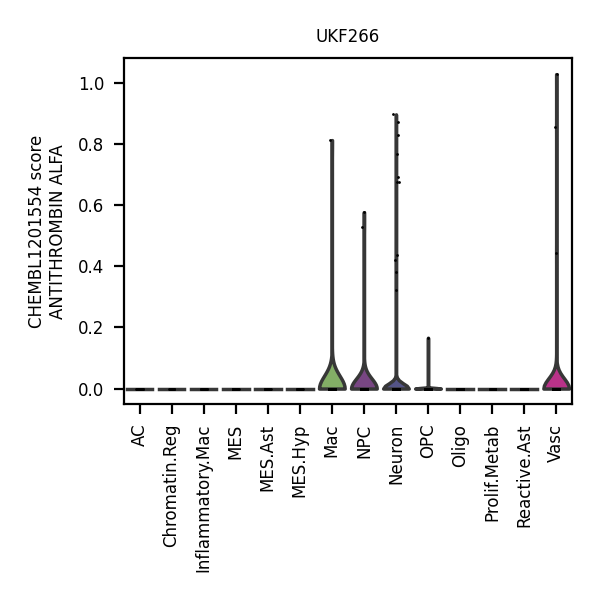 UKF266
CHEMBL1201554 score
ANTITHROMBIN ALFA
1.0
0.8
0.6
0.4
0.2
0.0
AC
Chromatin.Reg
Inflammatory.Mac
MES
MES.Ast
MES.Hyp
Mac
NPC
Neuron
OPC
Oligo
Prolif.Metab
Reactive.Ast
Vasc